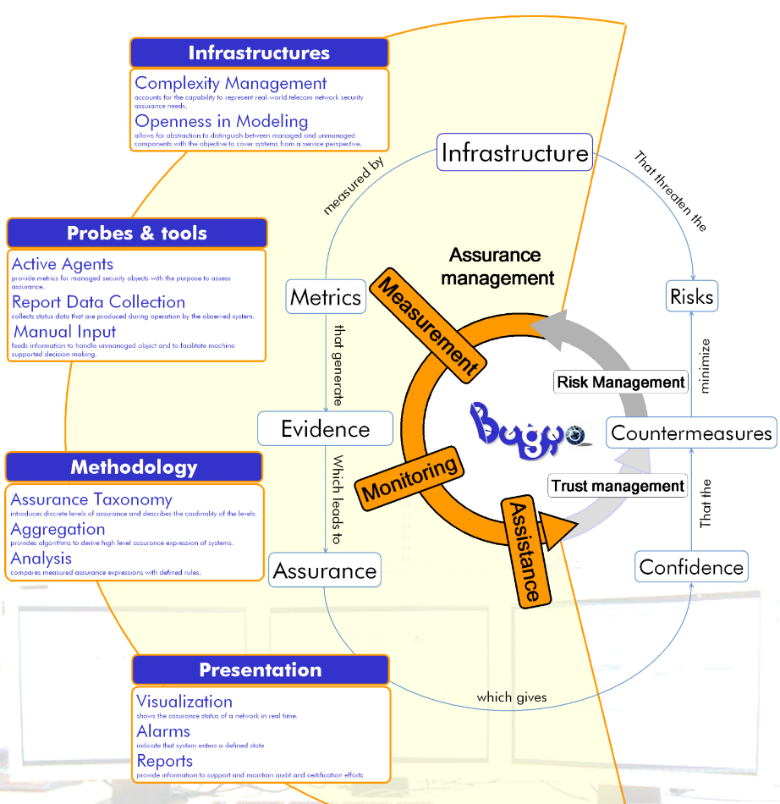 Infrastructures
Complexity Management
accounts for the capability to represent real-world telecom network security
assurance needs.
Openness in Modeling
allows for abstraction to distinguish between managed and unmanaged
components with the objective to cover systems from a service perspective.
Probes & tools
Active Agents
provide metrics for managed security objects with the purpose to assess
assurance.
Report Data Collection
collects status data that are produced during operation by the observed system.
Manual Input
feeds information to handle unmanaged object and to facilitate machine
supported decision making.
Methodology
Assurance Taxonomy
introduces discrete levels of assurance and describes the cardinality of the levels.
Aggregation
provides algorithms to derive high level assurance expression of systems.
Analysis
compares measured assurance expressions with defined rules.
Presentation
Visualization
shows the assurance status of a network in real time.
Alarms
indicate that system enters a defined state
Reports
provide information to support and maintain audit and certification efforts
Infrastructure
measured by
Metrics
that generate
Evidence
Which leads to
Assurance
which gives
Confidence
That the
Countermeasures
minimize
Risks
That threaten the
Assurance
management
Measurement
Monitoring
Assistance
Risk Management
Trust management
Bugyo